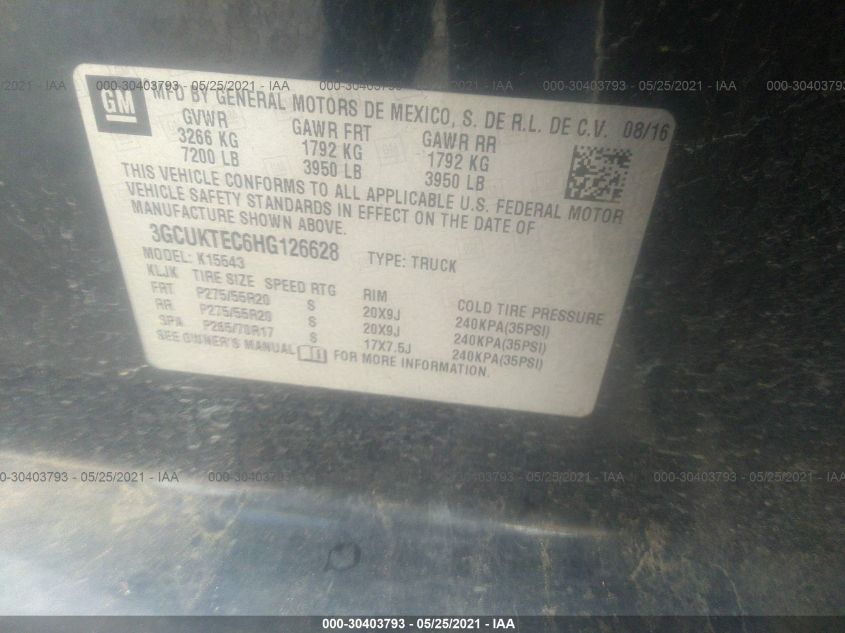 000-30403793 - 05/25/2021 - IAA
GM
MFD BY GENERAL MOTORS DE MEXICO, S. DE R.L. DE C.V. 08/16
GVWR GAWR FRT GAWR RR
3266 KG 1792 KG 1792 KG
7200 LB 3950 LB 3950 LB
THIS VEHICLE CONFORMS TO ALL APPLICABLE U.S. FEDERAL MOTOR
VEHICLE SAFETY STANDARDS IN EFFECT ON THE DATE OF
MANUFACTURE SHOWN ABOVE.
3GCUKTEC6HG126628 TYPE: TRUCK
MODEL: K15543
KLJK TIRE SIZE SPEED RTG RIM COLD TIRE PRESSURE
FRT P275/55R20 S 20X9J 240KPA(35PSI)
RR P275/55R20 S 20X9J 240KPA(35PSI)
SPA P265/70R17 S 17X7.5J 240KPA(35PSI)
SEE OWNER'S MANUAL FOR MORE INFORMATION.
000-30403793 - 05/25/2021 - IAA
000-30403793 - 05/25/2021 - IAA